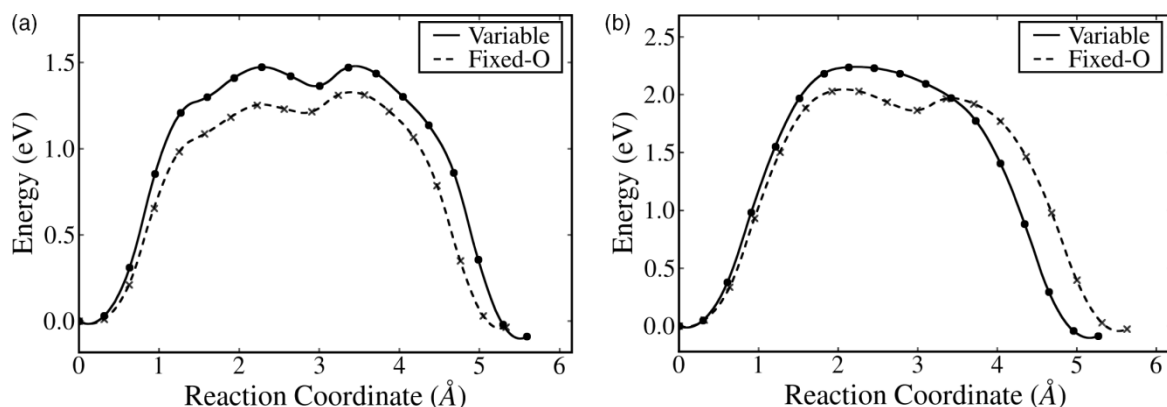 (a)
Variable
Fixed-O
1.5
1.0
0.5
0.0
Energy (eV)
0 1 2 3 4 5 6
Reaction Coordinate (Å)
(b)
Variable
Fixed-O
2.5
2.0
1.5
1.0
0.5
0.0
Energy (eV)
0 1 2 3 4 5 6
Reaction Coordinate (Å)